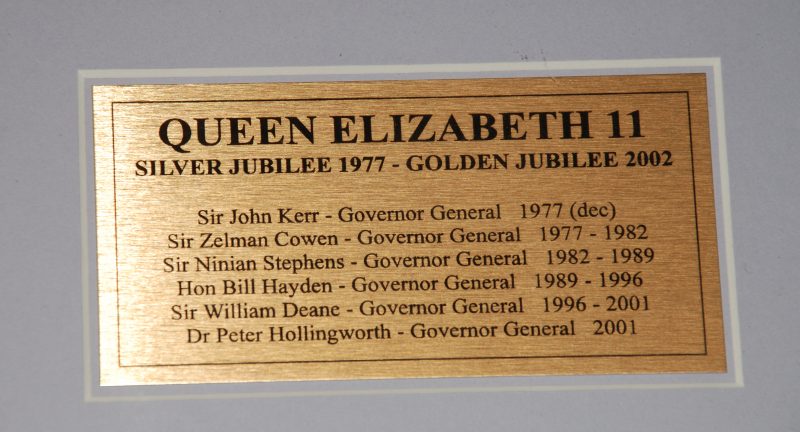 QUEEN ELIZABETH 11
SILVER JUBILEE 1977 - GOLDEN JUBILEE 2002
Sir John Kerr - Governor General 1977 (dec)
Sir Zelman Cowen - Governor General 1977 - 1982
Sir Ninian Stephens - Governor General 1982 - 1989
Hon Bill Hayden - Governor General 1989 - 1996
Sir William Deane - Governor General 1996 - 2001
Dr Peter Hollingworth - Governor General 2001